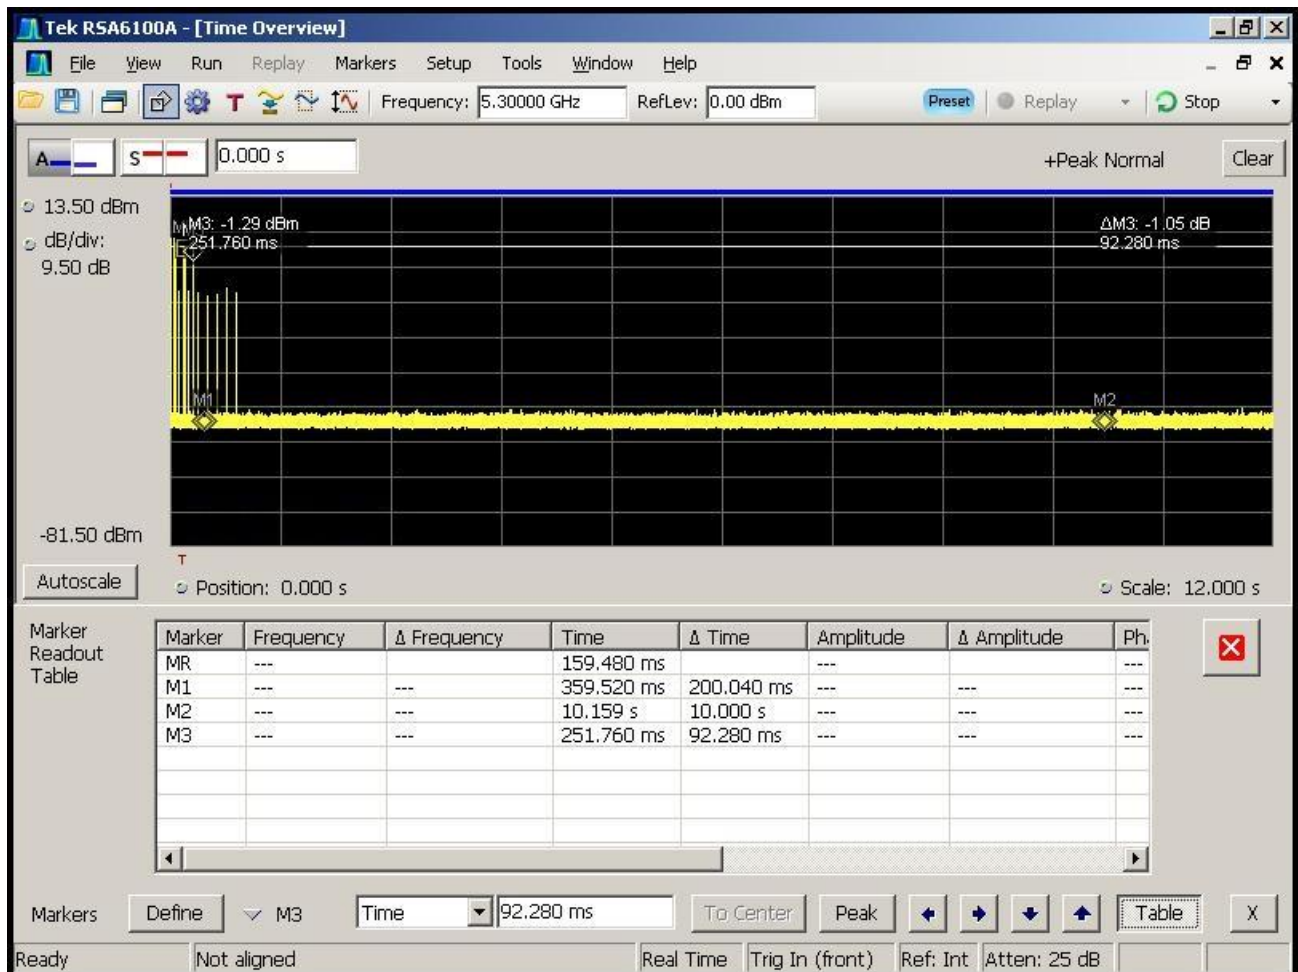 Tek RSA6100A - [Time Overview]
File View Run Replay Markers Setup Tools Window Help
T Frequency: 5.30000 GHz RefLev: 0.00 dBm Preset Replay Stop
A S 0.000 s +Peak Normal Clear
13.50 dBm
dB/div:
9.50 dB
M3: -1.29 dBm
251.760 ms
ΔM3: -1.05 dB
92.280 ms
M1 M2
-81.50 dBm
T
Autoscale Position: 0.000 s Scale: 12.000 s
Marker Readout Table
Marker Frequency Δ Frequency Time Δ Time Amplitude Δ Amplitude Ph
MR --- 159.480 ms --- ---
M1 --- --- 359.520 ms 200.040 ms --- --- ---
M2 --- --- 10.159 s 10.000 s --- --- ---
M3 --- --- 251.760 ms 92.280 ms --- --- ---
Markers Define M3 Time 92.280 ms To Center Peak Table X
Ready Not aligned Real Time Trig In (front) Ref: Int Atten: 25 dB